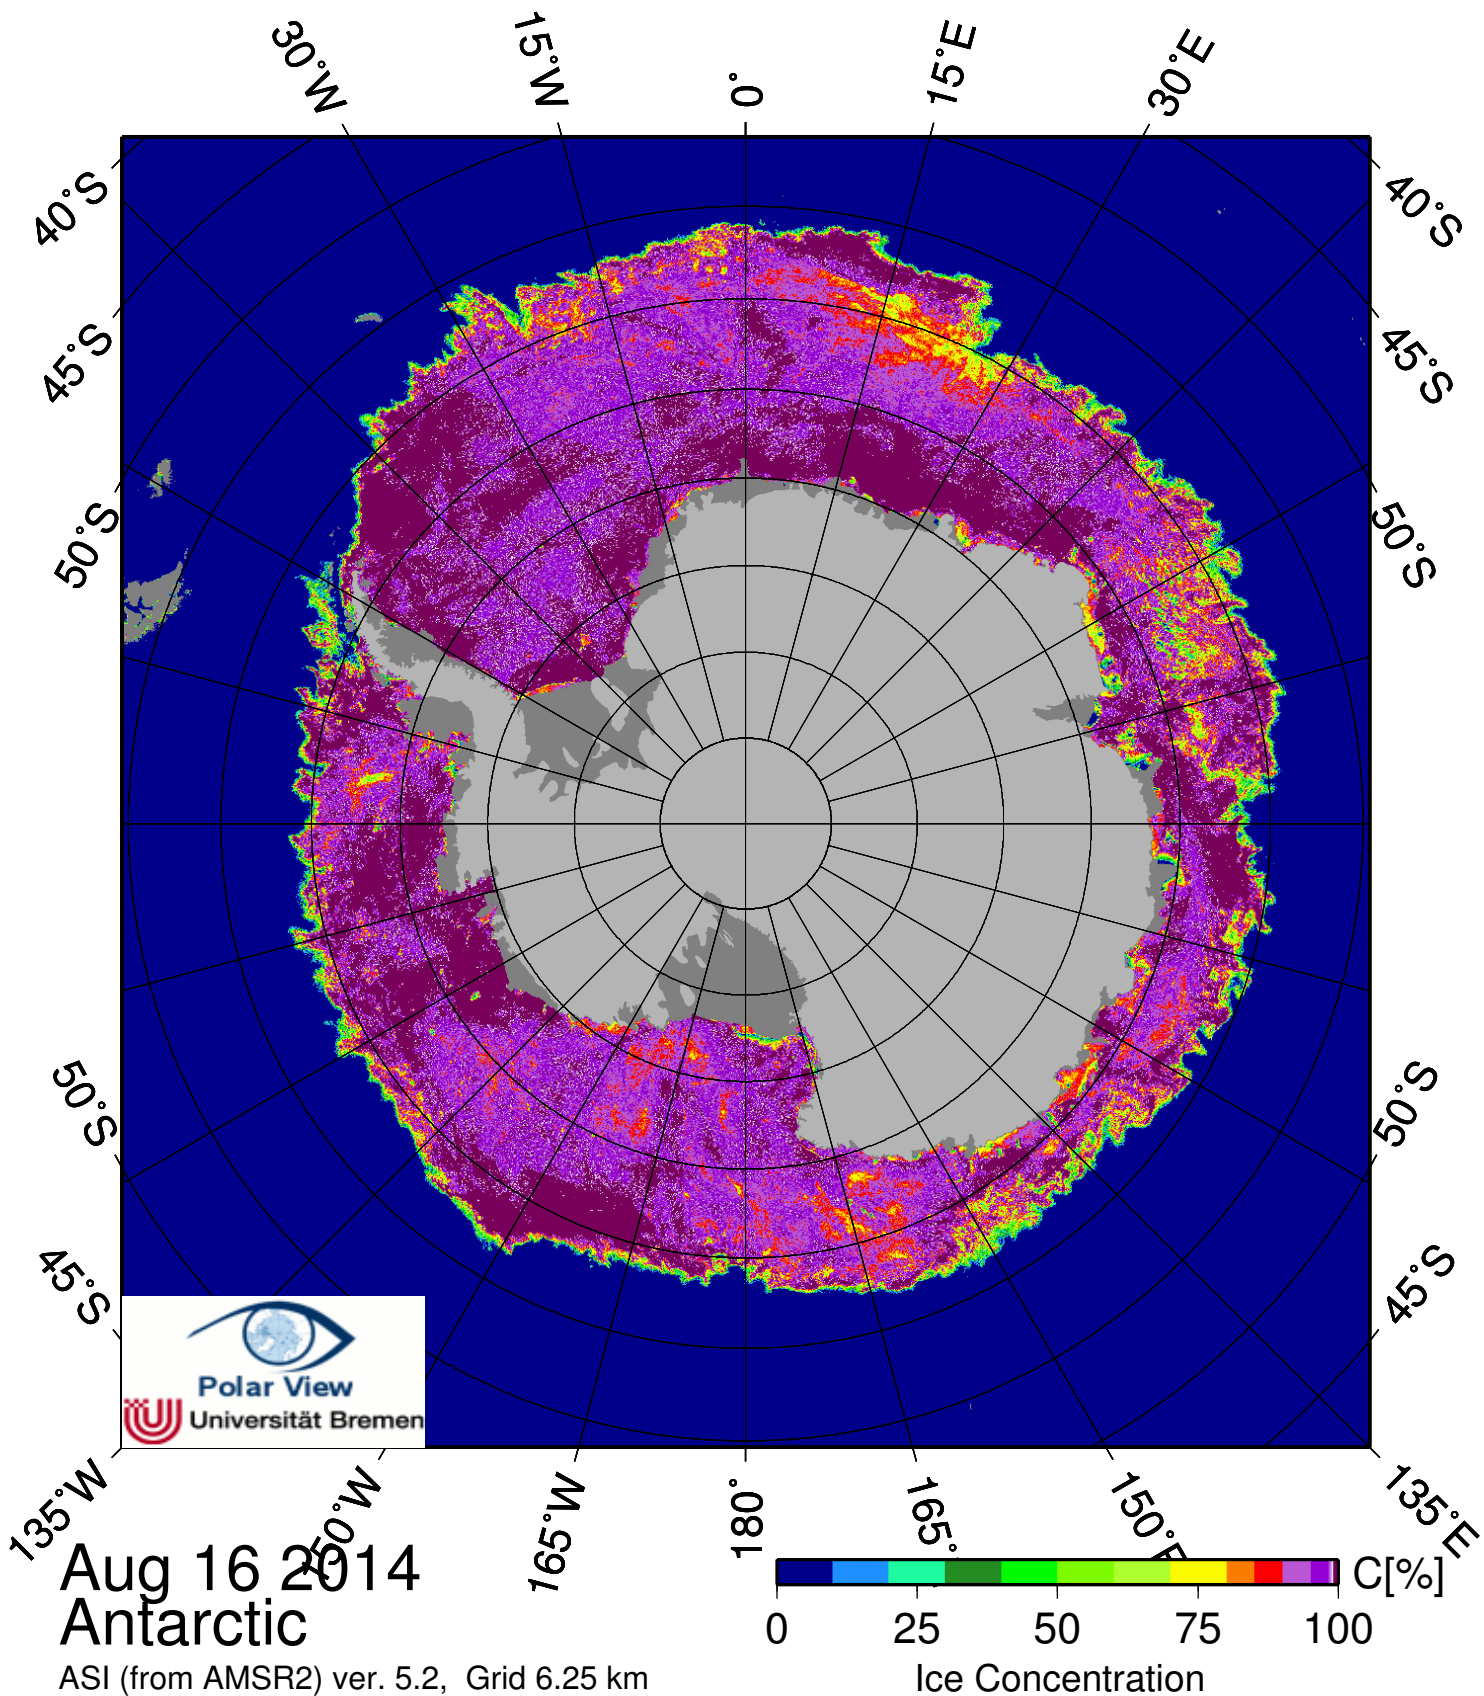 30°W
15°W
0°
15°E
30°E
40°S
40°S
45°S
45°S
50°S
50°S
50°S
50°S
45°S
45°S
135°W
150°W
165°W
180°
165°
150°E
135°E
Polar View
Universität Bremen
Aug 16 2014
Antarctic
ASI (from AMSR2) ver. 5.2, Grid 6.25 km
C[%]
0 25 50 75 100
Ice Concentration